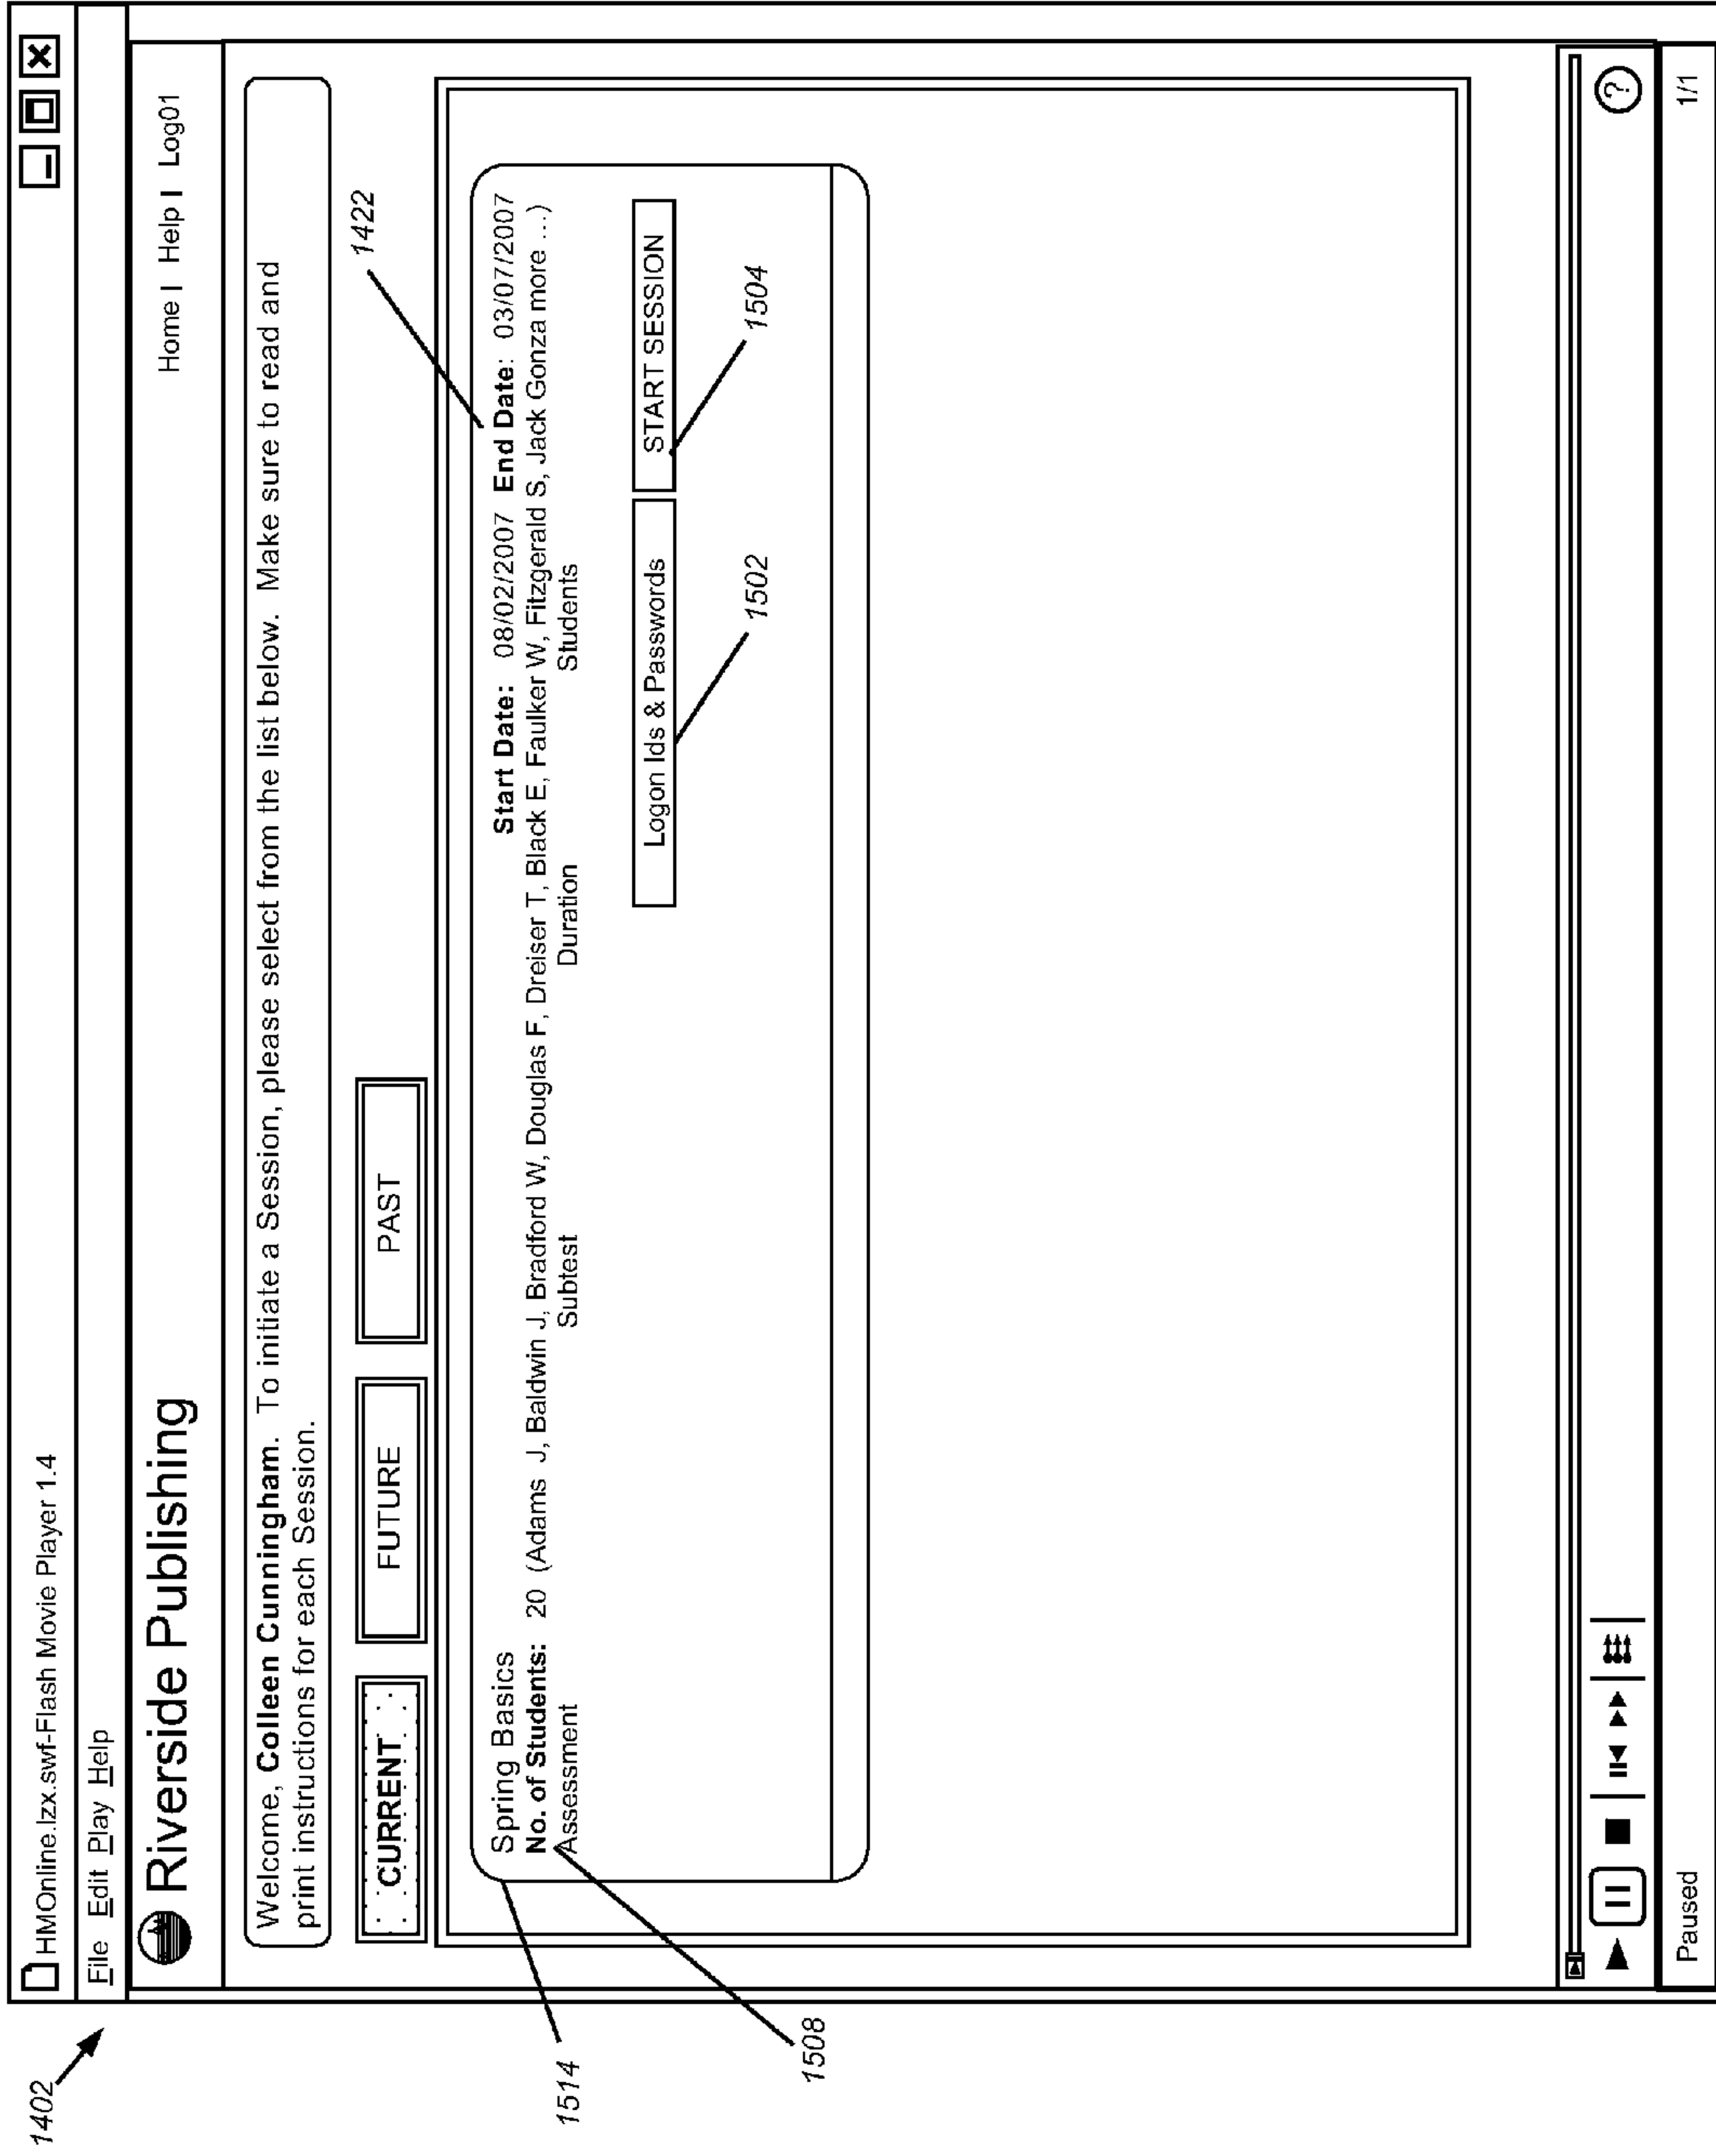 1402
HMOnline.lzx.swf-Flash Movie Player 1.4
File Edit Play Help
Riverside Publishing
Home I Help I Log01
Welcome, Colleen Cunningham. To initiate a Session, please select from the list below. Make sure to read and
print instructions for each Session.
CURRENT FUTURE PAST
1422
1514
Spring Basics Start Date: 08/02/2007 End Date: 03/07/2007
No. of Students: 20 (Adams J, Baldwin J, Bradford W, Douglas F, Dreiser T, Black E, Faulker W, Fitzgerald S, Jack Gonza more ...)
Assessment Subtest Duration Students
Logon Ids & Passwords START SESSION
1508
1502
1504
?
Paused 1/1